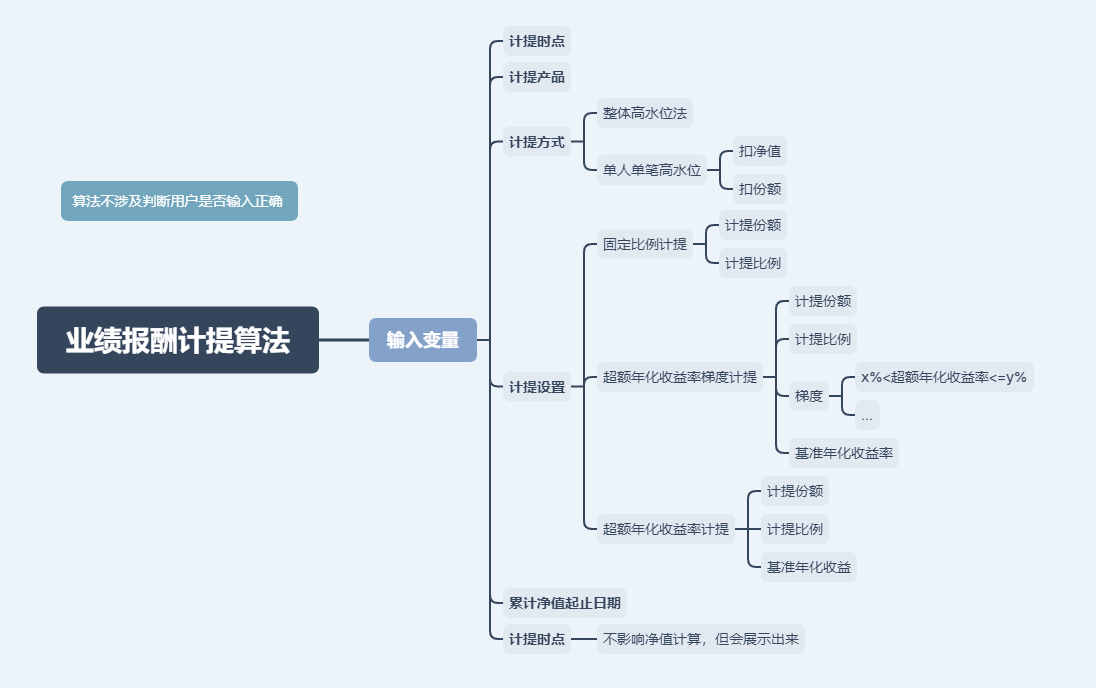 算法不涉及判断用户是否输入正确
业绩报酬计提算法
输入变量
计提时点
计提产品
计提方式
整体高水位法
单人单笔高水位
扣净值
扣份额
计提设置
固定比例计提
计提份额
计提比例
超额年化收益率梯度计提
计提份额
计提比例
梯度
x%<超额年化收益率<=y%
...
基准年化收益率
超额年化收益率计提
计提份额
计提比例
基准年化收益
累计净值起止日期
计提时点
不影响净值计算，但会展示出来